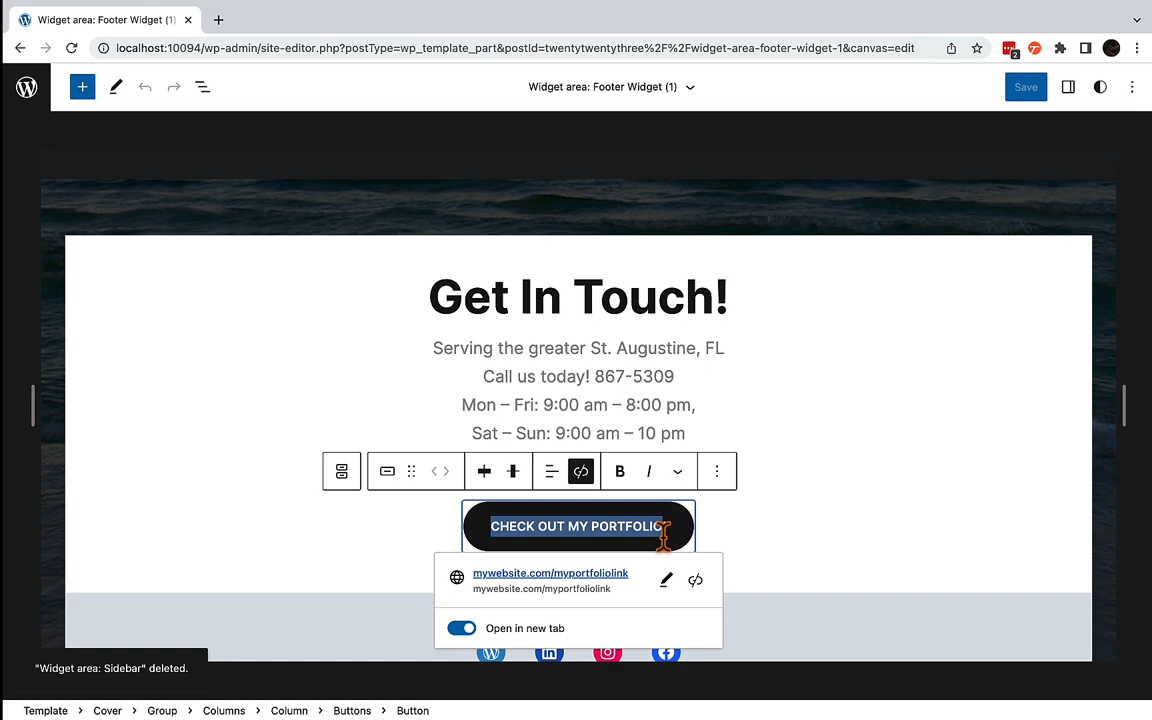 Widget area: Footer Widget (1)
localhost:10094/wp-admin/site-editor.php?postType=wp_template_part&postId=twentytwentythree%2F%2Fwidget-area-footer-widget-1&canvas=edit
2
Widget area: Footer Widget (1)
Save
Get In Touch!
Serving the greater St. Augustine, FL
Call us today! 867-5309
Mon – Fri: 9:00 am – 8:00 pm,
Sat – Sun: 9:00 am – 10 pm
B I
CHECK OUT MY PORTFOLIO
mywebsite.com/myportfoliolink
mywebsite.com/myportfoliolink
Open in new tab
"Widget area: Sidebar" deleted.
Template > Cover > Group > Columns > Column > Buttons > Button